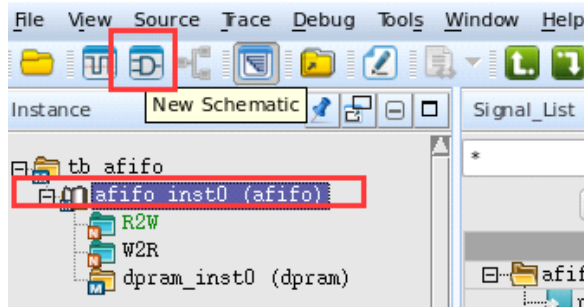 File View Source Trace Debug Tools Window Help
New Schematic
Instance
Signal_List
*
tb_afifo
afifo_inst0 (afifo)
R2W
W2R
dpram_inst0 (dpram)
afif